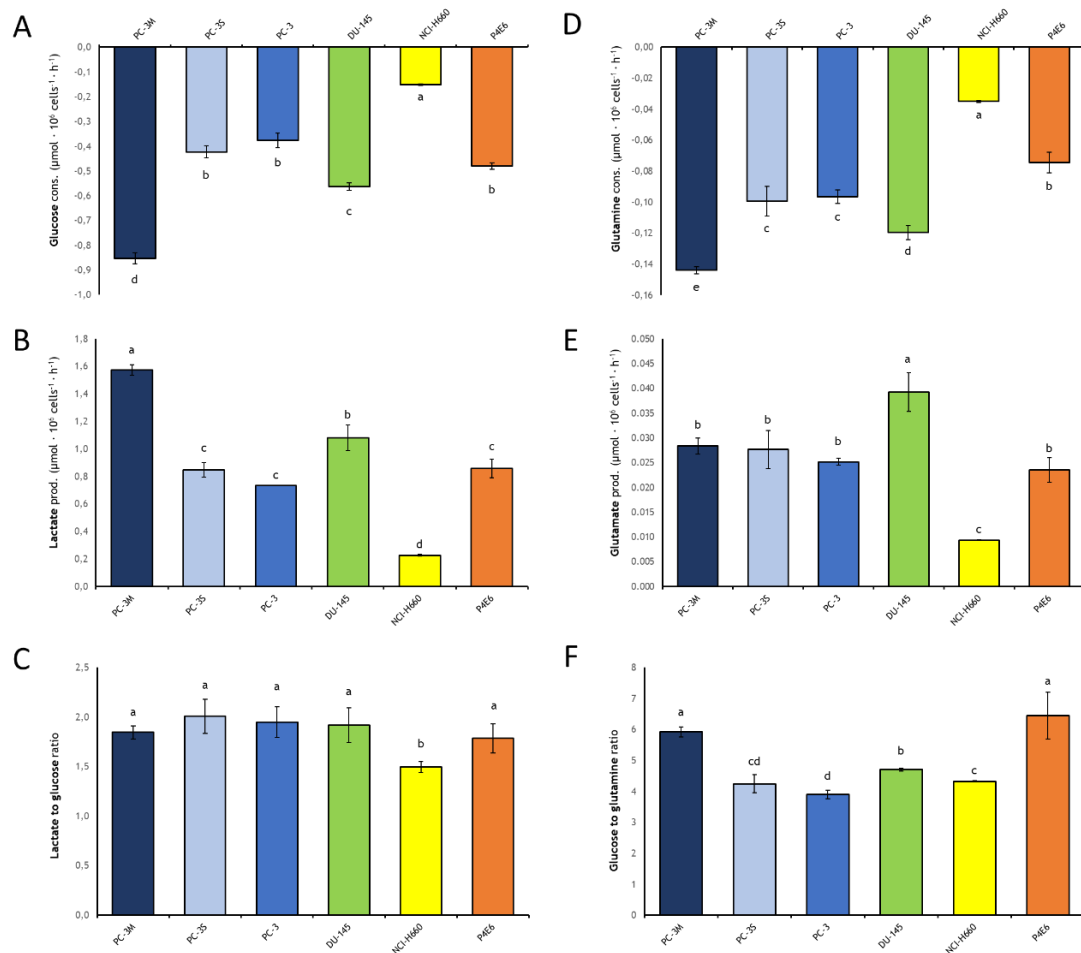 A
PC-3M PC-3S PC-3 DU-145 NCI-H660 P4E6
Glucose cons. (µmol · 10⁶ cells⁻¹ · h⁻¹)
0,0
-0,1
-0,2
-0,3
-0,4
-0,5
-0,6
-0,7
-0,8
-0,9
-1,0
d b b c a b
D
PC-3M PC-3S PC-3 DU-145 NCI-H660 P4E6
Glutamine cons. (µmol · 10⁶ cells⁻¹ · h⁻¹)
0,00
-0,02
-0,04
-0,06
-0,08
-0,10
-0,12
-0,14
-0,16
e c c d a b
B
Lactate prod. (µmol · 10⁶ cells⁻¹ · h⁻¹)
1,8
1,6
1,4
1,2
1,0
0,8
0,6
0,4
0,2
0,0
a c c b d c
PC-3M PC-3S PC-3 DU-145 NCI-H660 P4E6
E
Glutamate prod. (µmol · 10⁶ cells⁻¹ · h⁻¹)
0.050
0.045
0.040
0.035
0.030
0.025
0.020
0.015
0.010
0.005
0.000
b b b a c b
PC-3M PC-3S PC-3 DU-145 NCI-H660 P4E6
C
Lactate to glucose ratio
2,5
2,0
1,5
1,0
0,5
0,0
a a a a b a
PC-3M PC-3S PC-3 DU-145 NCI-H660 P4E6
F
Glucose to glutamine ratio
8
7
6
5
4
3
2
1
0
a cd d b c a
PC-3M PC-3S PC-3 DU-145 NCI-H660 P4E6